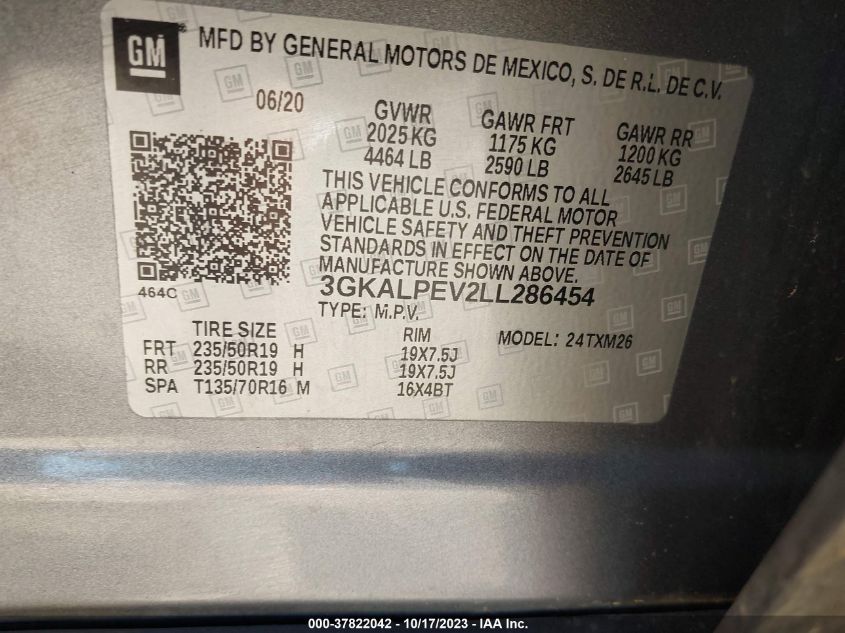 GM
MFD BY GENERAL MOTORS DE MEXICO, S. DE R.L. DE C.V.
06/20 GVWR GAWR FRT GAWR RR
2025 KG 1175 KG 1200 KG
4464 LB 2590 LB 2645 LB
THIS VEHICLE CONFORMS TO ALL
APPLICABLE U.S. FEDERAL MOTOR
VEHICLE SAFETY AND THEFT PREVENTION
STANDARDS IN EFFECT ON THE DATE OF
MANUFACTURE SHOWN ABOVE.
464C
3GKALPEV2LL286454
TYPE: M.P.V.
TIRE SIZE RIM MODEL: 24TXM26
FRT 235/50R19 H 19X7.5J
RR 235/50R19 H 19X7.5J
SPA T135/70R16 M 16X4BT
000-37822042 - 10/17/2023 - IAA Inc.